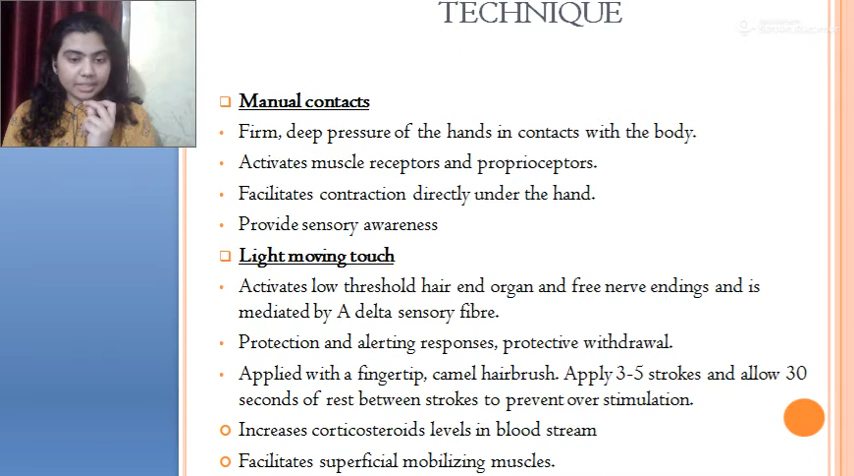 TECHNIQUE
Manual contacts
Firm, deep pressure of the hands in contacts with the body.
Activates muscle receptors and proprioceptors.
Facilitates contraction directly under the hand.
Provide sensory awareness
Light moving touch
Activates low threshold hair end organ and free nerve endings and is
mediated by A delta sensory fibre.
Protection and alerting responses, protective withdrawal.
Applied with a fingertip, camel hairbrush. Apply 3-5 strokes and allow 30
seconds of rest between strokes to prevent over stimulation.
Increases corticosteroids levels in blood stream
Facilitates superficial mobilizing muscles.